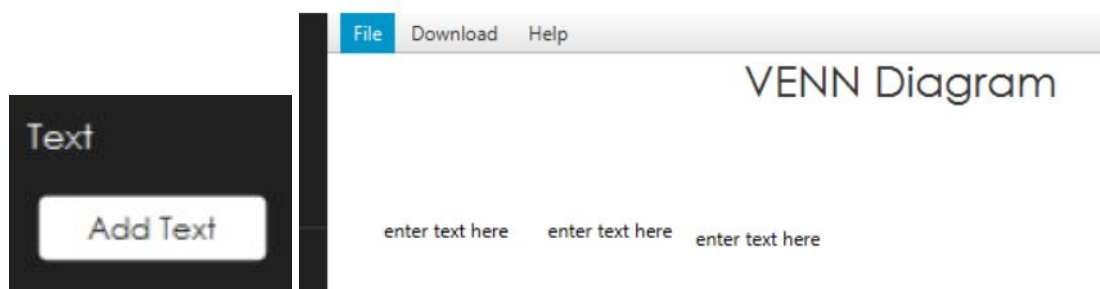 Text
Add Text
File Download Help
VENN Diagram
enter text here enter text here enter text here